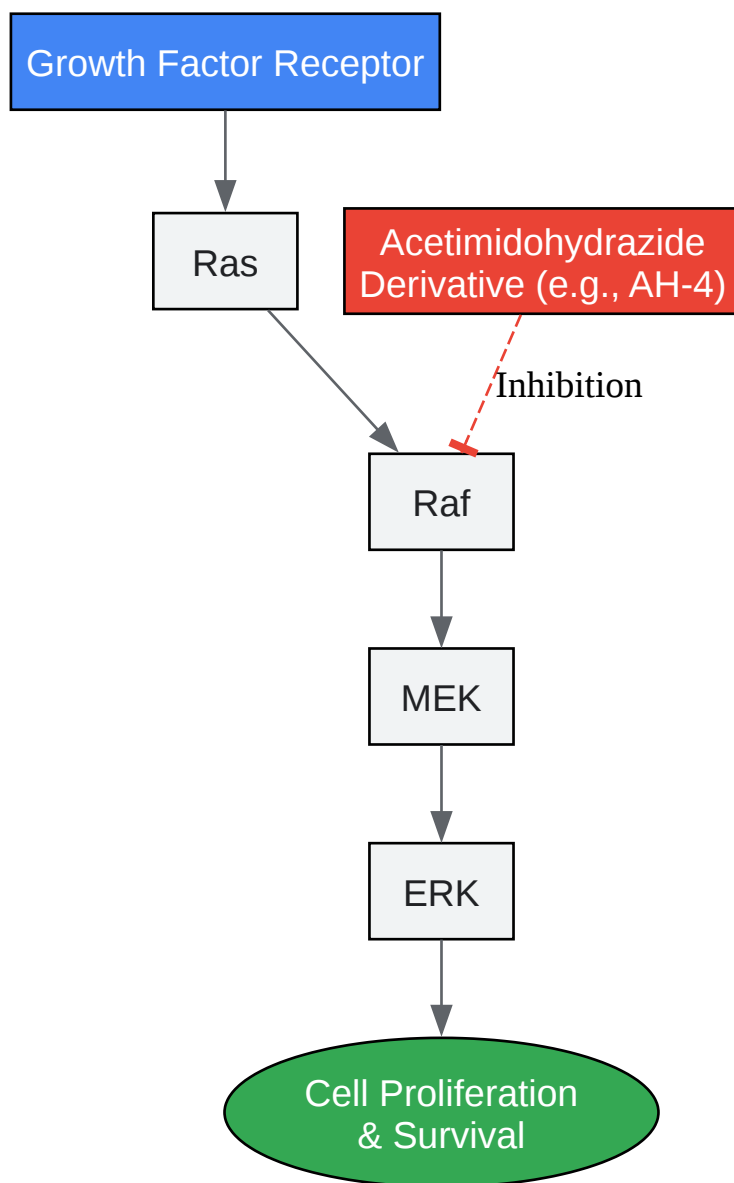 Growth Factor Receptor
Ras
Acetimidohydrazide
Derivative (e.g., AH-4)
Inhibition
Raf
MEK
ERK
Cell Proliferation
& Survival